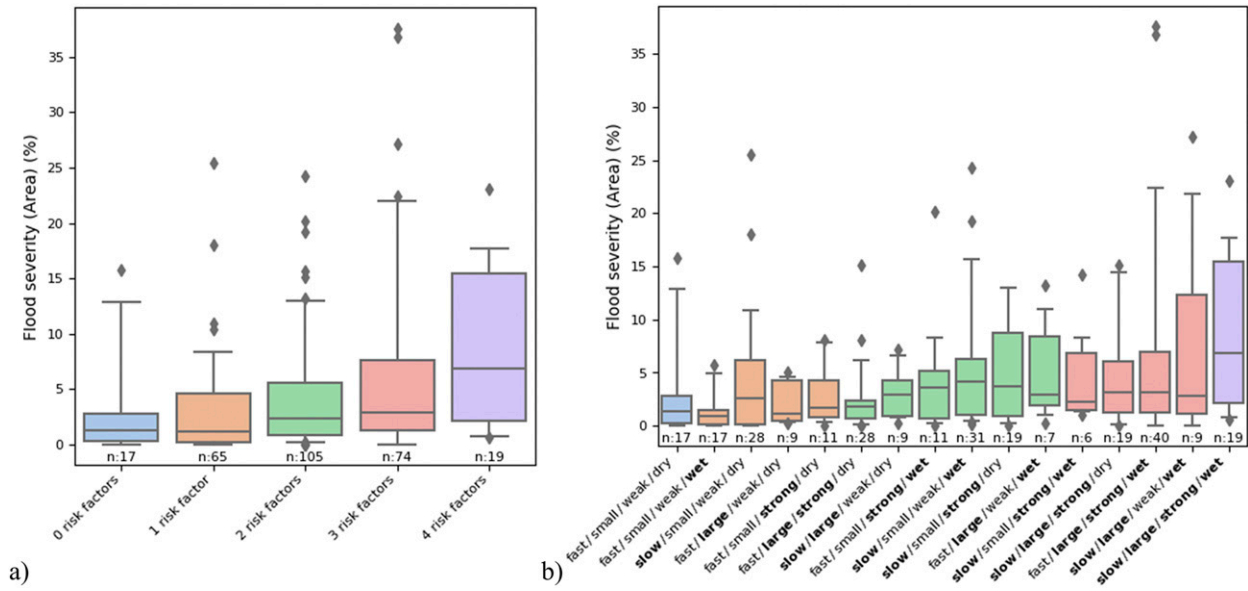 35
30
25
20
15
10
5
0
Flood severity (Area) (%)
n:17 n:65 n:105 n:74 n:19
0 risk factors
1 risk factor
2 risk factors
3 risk factors
4 risk factors
a)
35
30
25
20
15
10
5
0
Flood severity (Area) (%)
n:17 n:17 n:28 n:9 n:11 n:28 n:9 n:11 n:31 n:19 n:7 n:6 n:19 n:40 n:9 n:19
fast/small/weak/dry
fast/small/weak/wet
slow/small/weak/dry
fast/large/weak/dry
fast/small/strong/dry
fast/large/strong/dry
slow/large/weak/dry
fast/small/strong/wet
slow/small/weak/wet
slow/small/strong/dry
fast/large/weak/wet
slow/small/strong/wet
slow/large/strong/dry
fast/large/strong/wet
slow/large/weak/wet
slow/large/strong/wet
b)